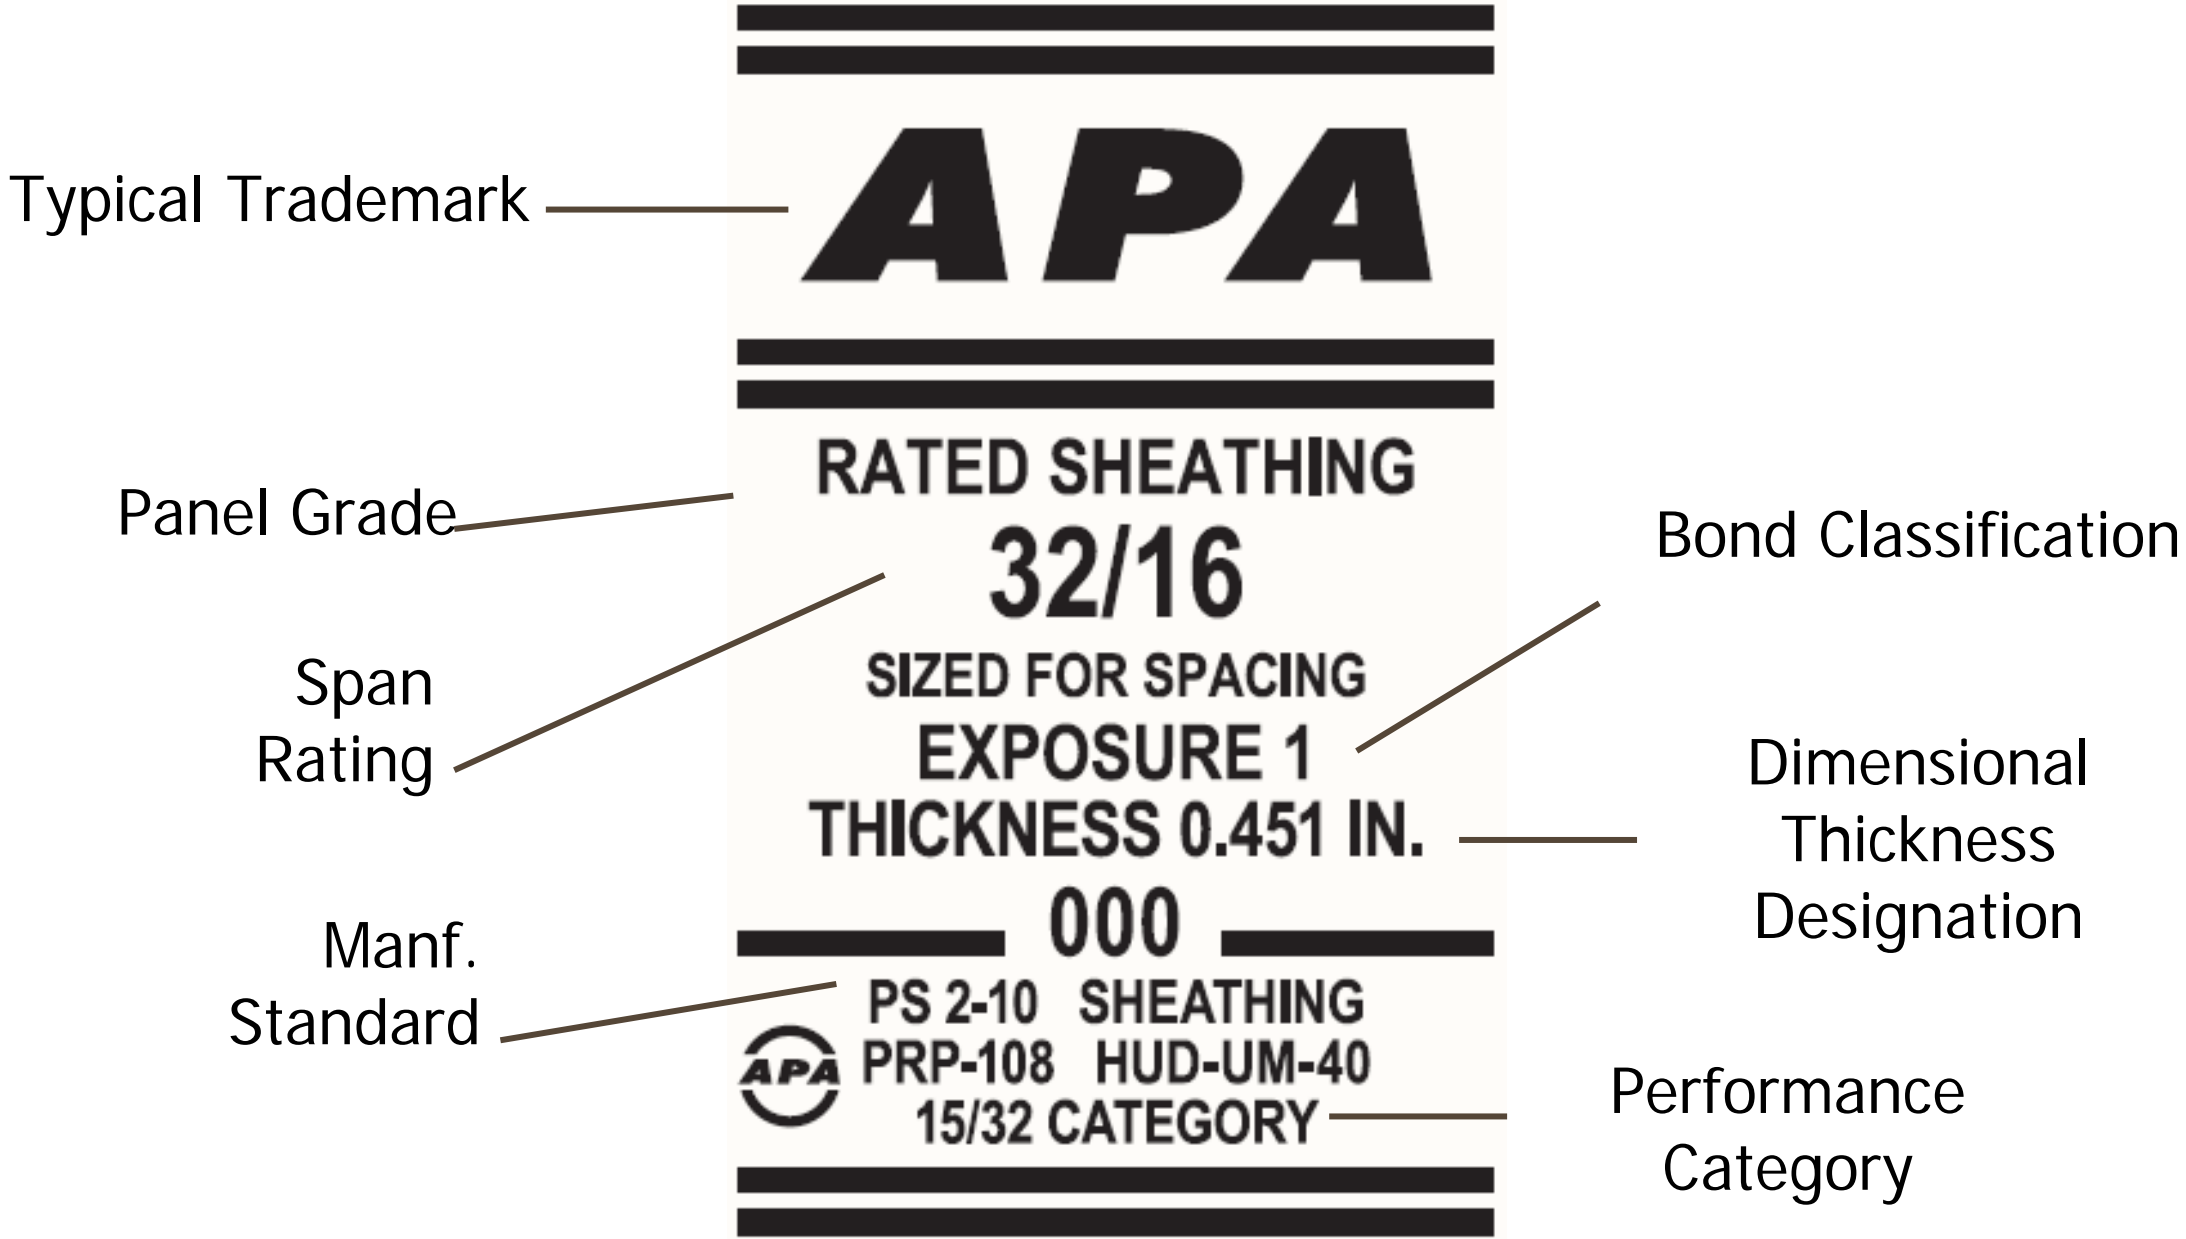 Typical Trademark
APA
Panel Grade
RATED SHEATHING
32/16
Span
Rating
SIZED FOR SPACING
Bond Classification
EXPOSURE 1
THICKNESS 0.451 IN.
Dimensional
Thickness
Designation
000
Manf.
Standard
PS 2-10 SHEATHING
APA
PRP-108 HUD-UM-40
15/32 CATEGORY
Performance
Category